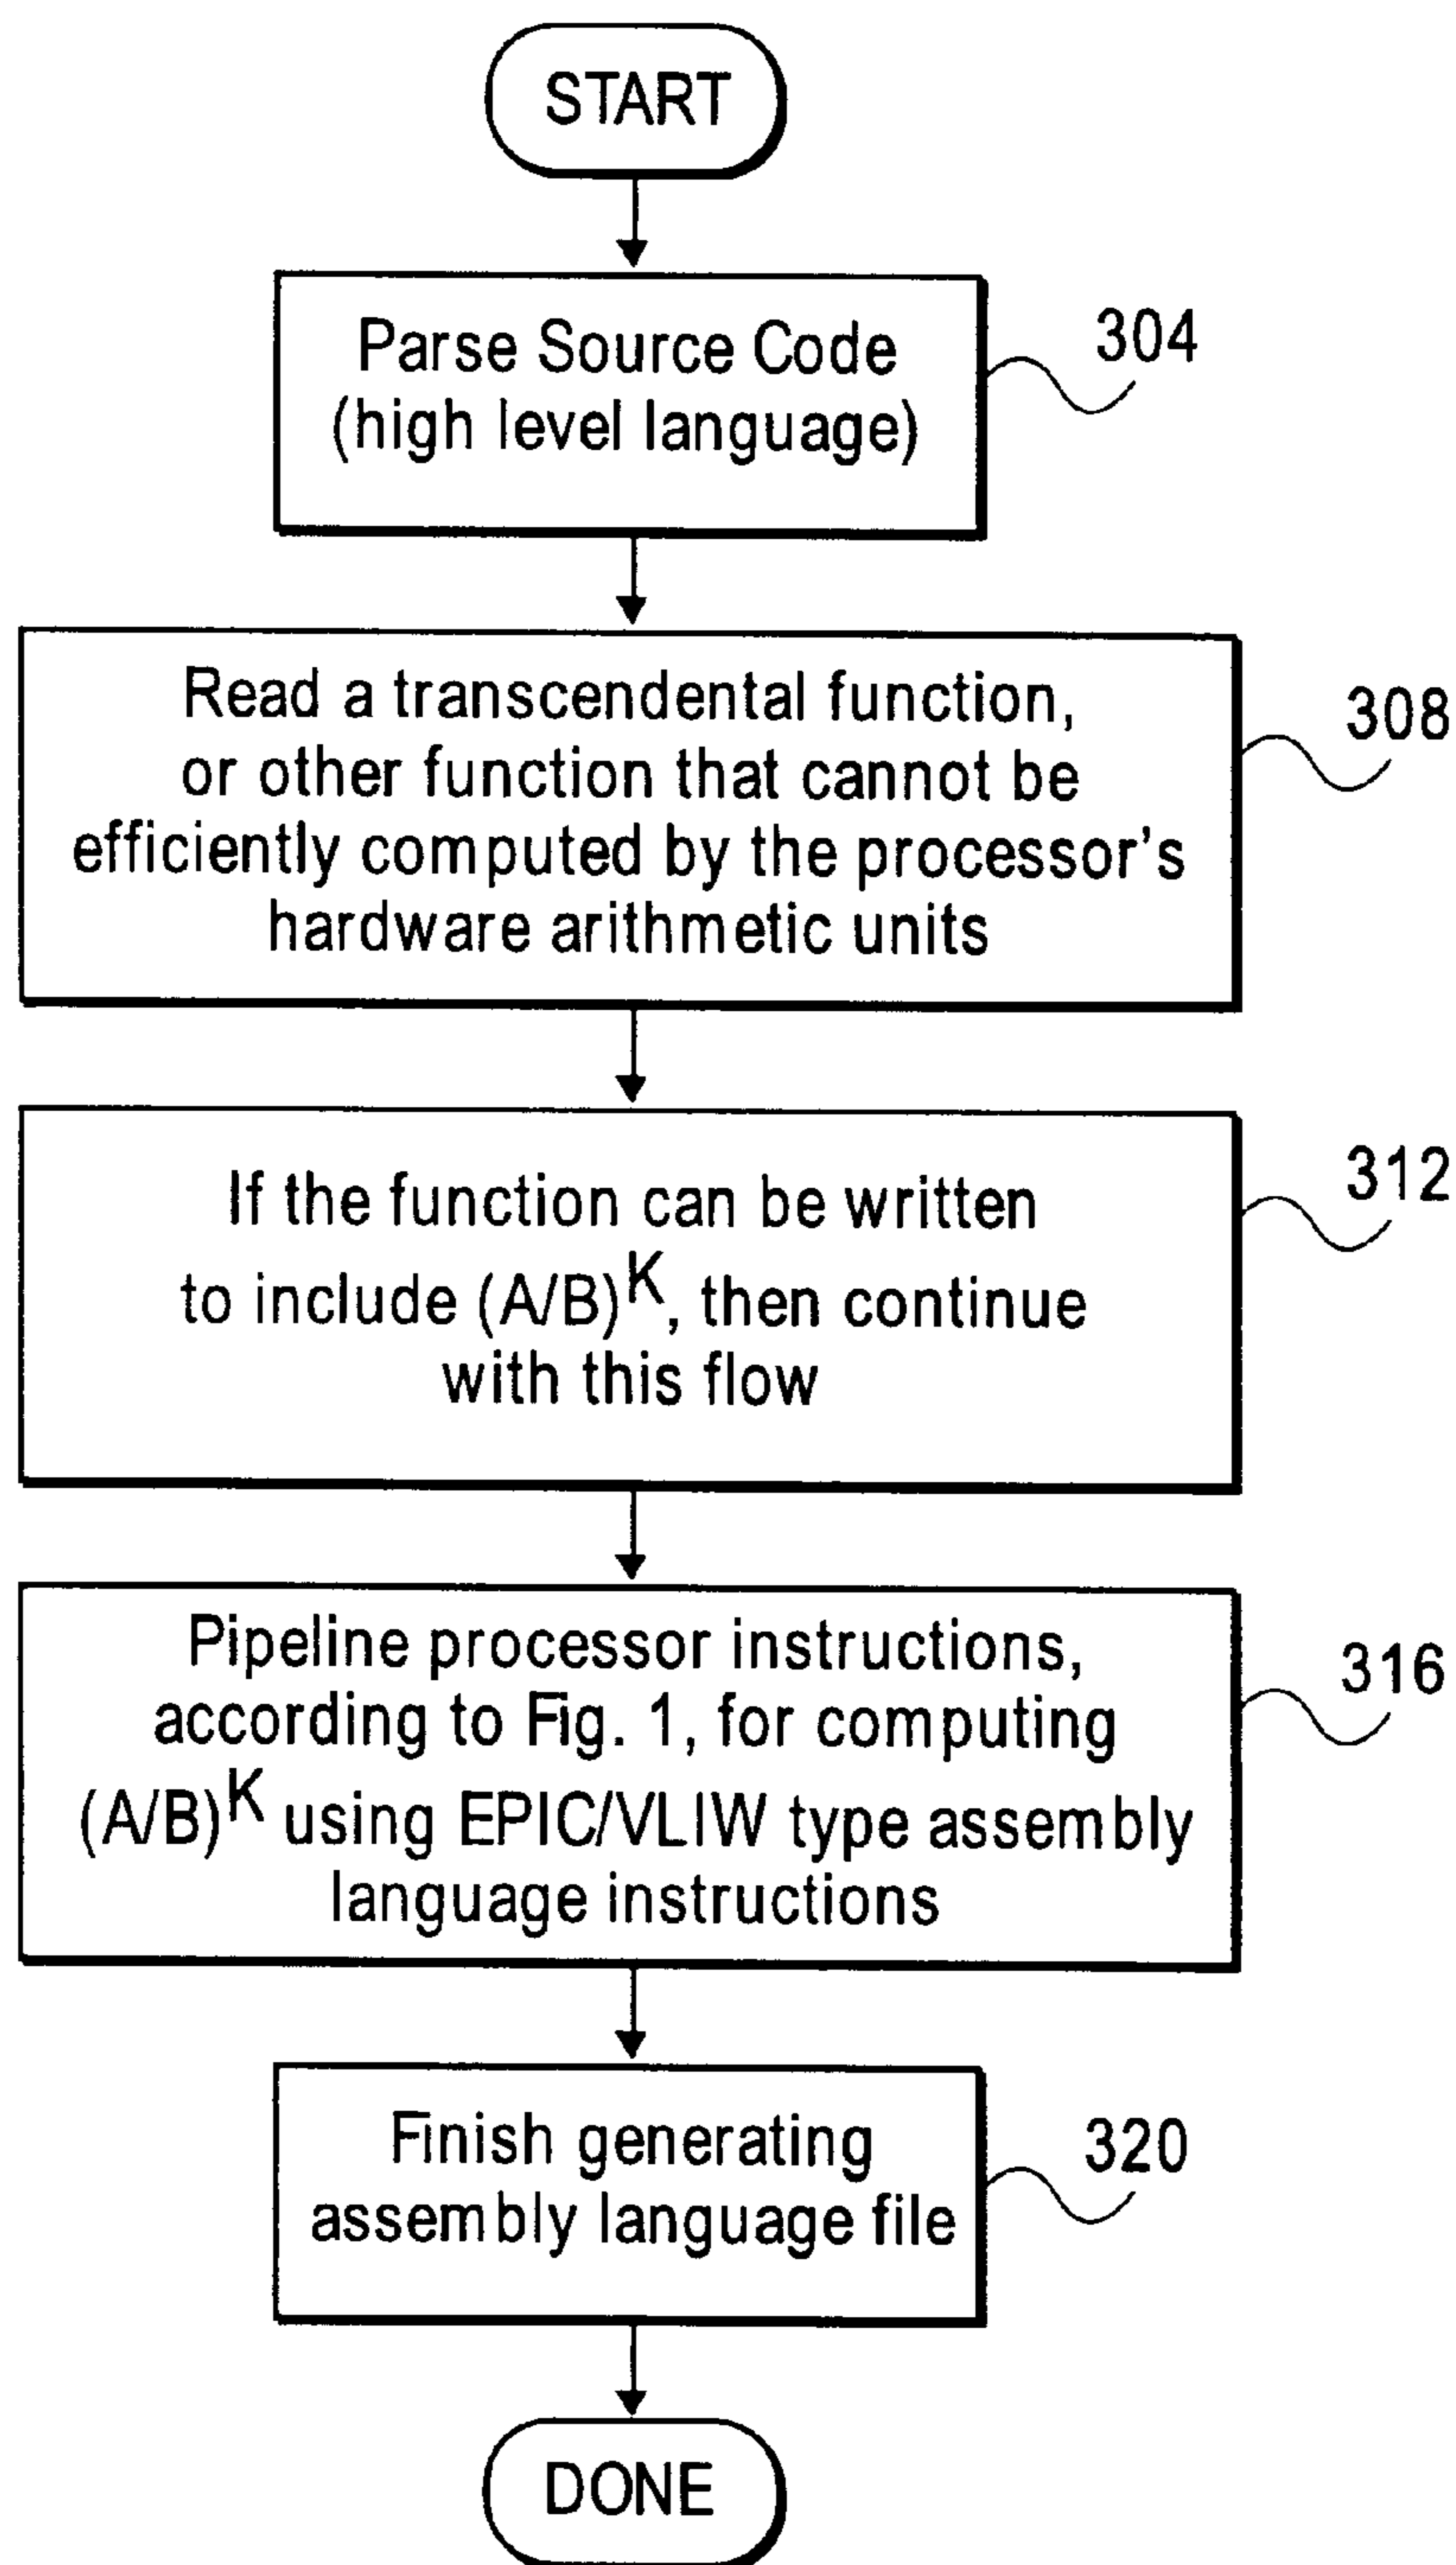 START
Parse Source Code
(high level language)
304
Read a transcendental function,
or other function that cannot be
efficiently computed by the processor's
hardware arithmetic units
308
If the function can be written
to include (A/B)^K, then continue
with this flow
312
Pipeline processor instructions,
according to Fig. 1, for computing
(A/B)^K using EPIC/VLIW type assembly
language instructions
316
Finish generating
assembly language file
320
DONE